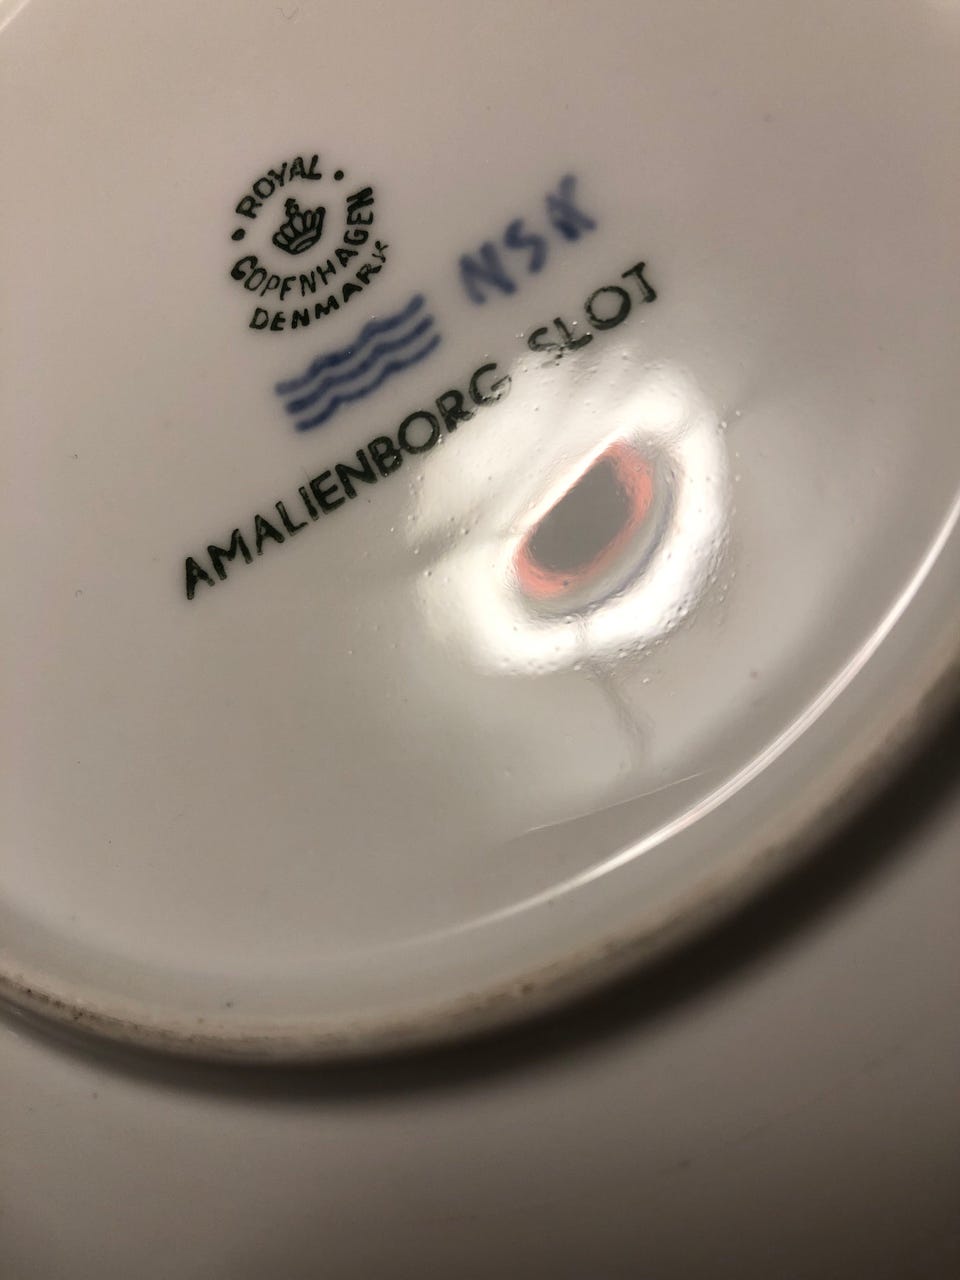 ROYAL
COPENHAGEN
DENMARK
NSK
AMALIENBORG SLOT